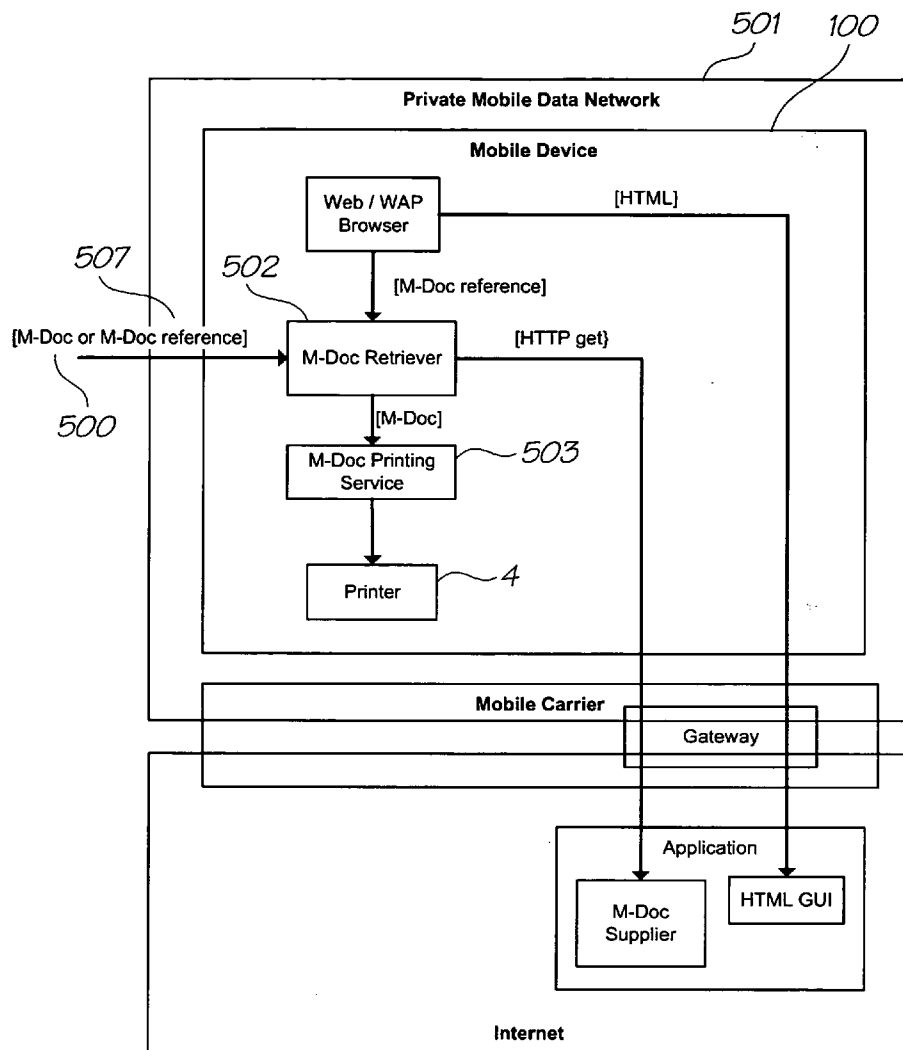 501
100
Private Mobile Data Network
Mobile Device
Web / WAP
Browser
[HTML}
507
502
[M-Doc reference]
[M-Doc or M-Doc reference]
M-Doc Retriever
[HTTP get}
500
[M-Doc]
M-Doc Printing
Service
503
Printer
4
Mobile Carrier
Gateway
Application
M-Doc
Supplier
HTML GUI
Internet